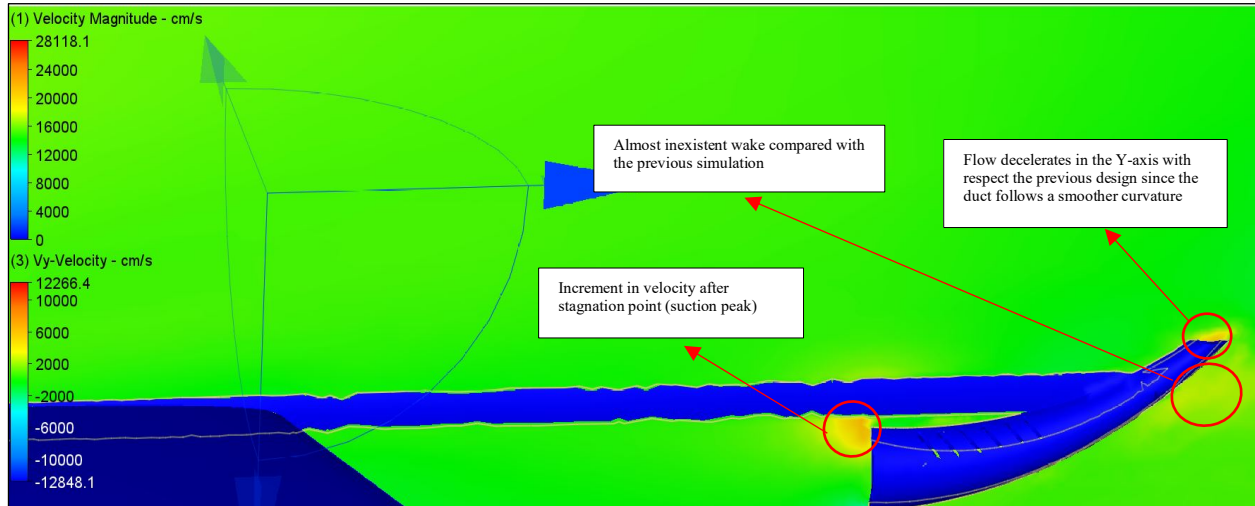 (1) Velocity Magnitude - cm/s
28118.1
24000
20000
16000
12000
8000
4000
0
(3) Vy-Velocity - cm/s
12266.4
10000
6000
2000
-2000
-6000
-10000
-12848.1
Almost inexistent wake compared with
the previous simulation
Flow decelerates in the Y-axis with
respect the previous design since the
duct follows a smoother curvature
Increment in velocity after
stagnation point (suction peak)